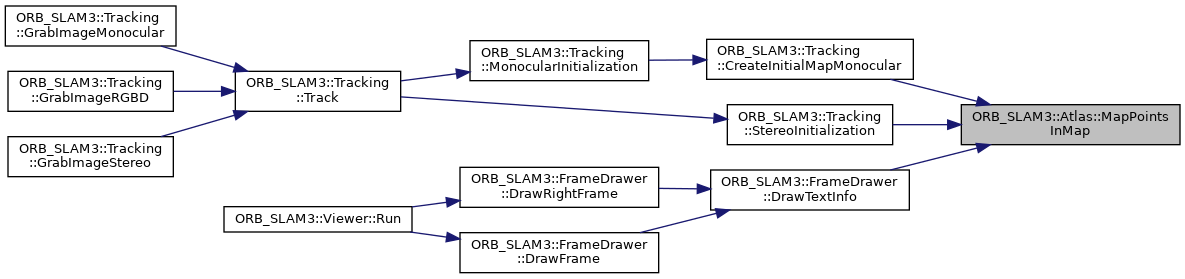 ORB_SLAM3::Tracking
::GrabImageMonocular
ORB_SLAM3::Tracking
::GrabImageRGBD
ORB_SLAM3::Tracking
::GrabImageStereo
ORB_SLAM3::Tracking
::Track
ORB_SLAM3::Tracking
::MonocularInitialization
ORB_SLAM3::Tracking
::CreateInitialMapMonocular
ORB_SLAM3::Tracking
::StereoInitialization
ORB_SLAM3::Atlas::MapPoints
InMap
ORB_SLAM3::FrameDrawer
::DrawRightFrame
ORB_SLAM3::FrameDrawer
::DrawTextInfo
ORB_SLAM3::Viewer::Run
ORB_SLAM3::FrameDrawer
::DrawFrame